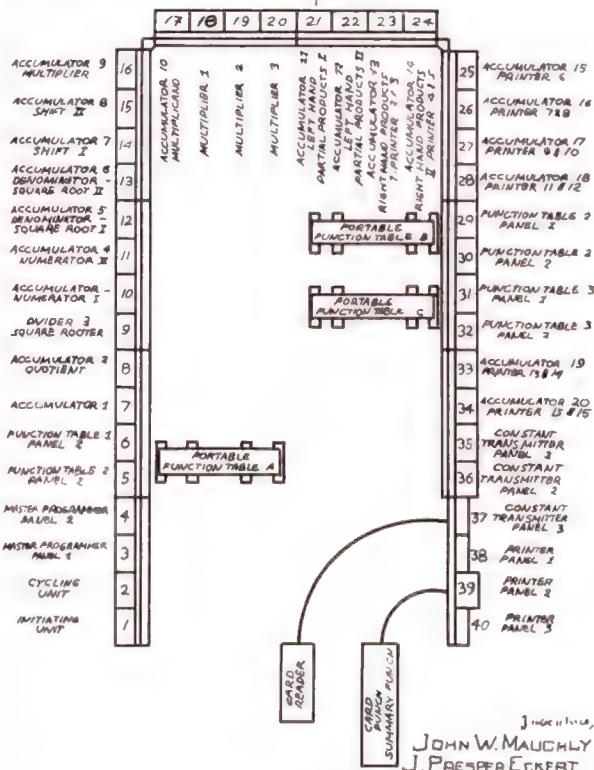 17 18 19 20 21 22 23 24
ACCUMULATOR 9
MULTIPLIER
16
ACCUMULATOR 8
SHIFT II
15
ACCUMULATOR 7
SHIFT I
14
ACCUMULATOR 6
DENOMINATOR -
SQUARE ROOT II
13
ACCUMULATOR 5
DENOMINATOR -
SQUARE ROOT I
12
ACCUMULATOR 4
NUMERATOR II
11
ACCUMULATOR -
NUMERATOR I
10
DIVIDER 3
SQUARE ROOTER
9
ACCUMULATOR 2
QUOTIENT
8
ACCUMULATOR 1
7
FUNCTION TABLE 1
PANEL 2
6
FUNCTION TABLE 2
PANEL 2
5
MASTER PROGRAMMER
PANEL 2
4
MASTER PROGRAMMER
PANEL 1
3
CYCLING
UNIT
2
INITIATING
UNIT
1
ACCUMULATOR 10
MULTIPLICAND
MULTIPLIER 1
MULTIPLIER 2
MULTIPLIER 3
ACCUMULATOR 11
LEFT HAND
PARTIAL PRODUCTS I
ACCUMULATOR 12
LEFT HAND
PARTIAL PRODUCTS II
ACCUMULATOR 13
RIGHT HAND PRODUCTS
PRINTER 2 / 3
ACCUMULATOR 14
RIGHT HAND PRODUCTS
II PRINTER 4 & 5
PORTABLE
FUNCTION TABLE B
PORTABLE
FUNCTION TABLE C
PORTABLE
FUNCTION TABLE A
25
ACCUMULATOR 15
PRINTER 6
26
ACCUMULATOR 16
PRINTER 7&8
27
ACCUMULATOR 17
PRINTER 9 & 10
28
ACCUMULATOR 18
PRINTER 11 & 12
29
FUNCTION TABLE 2
PANEL 1
30
FUNCTION TABLE 2
PANEL 2
31
FUNCTION TABLE 3
PANEL 1
32
FUNCTION TABLE 3
PANEL 2
33
ACCUMULATOR 19
PRINTER 13 & 14
34
ACCUMULATOR 20
PRINTER 15 & 15
35
CONSTANT
TRANSMITTER
PANEL 2
36
CONSTANT
TRANSMITTER
PANEL 2
37
CONSTANT
TRANSMITTER
PANEL 3
38
PRINTER
PANEL 1
39
PRINTER
PANEL 2
40
PRINTER
PANEL 3
CARD
READER
CARD
PUNCH
SUMMARY PUNCH
JOHN W. MAUCHLY
J. PRESPER ECKERT